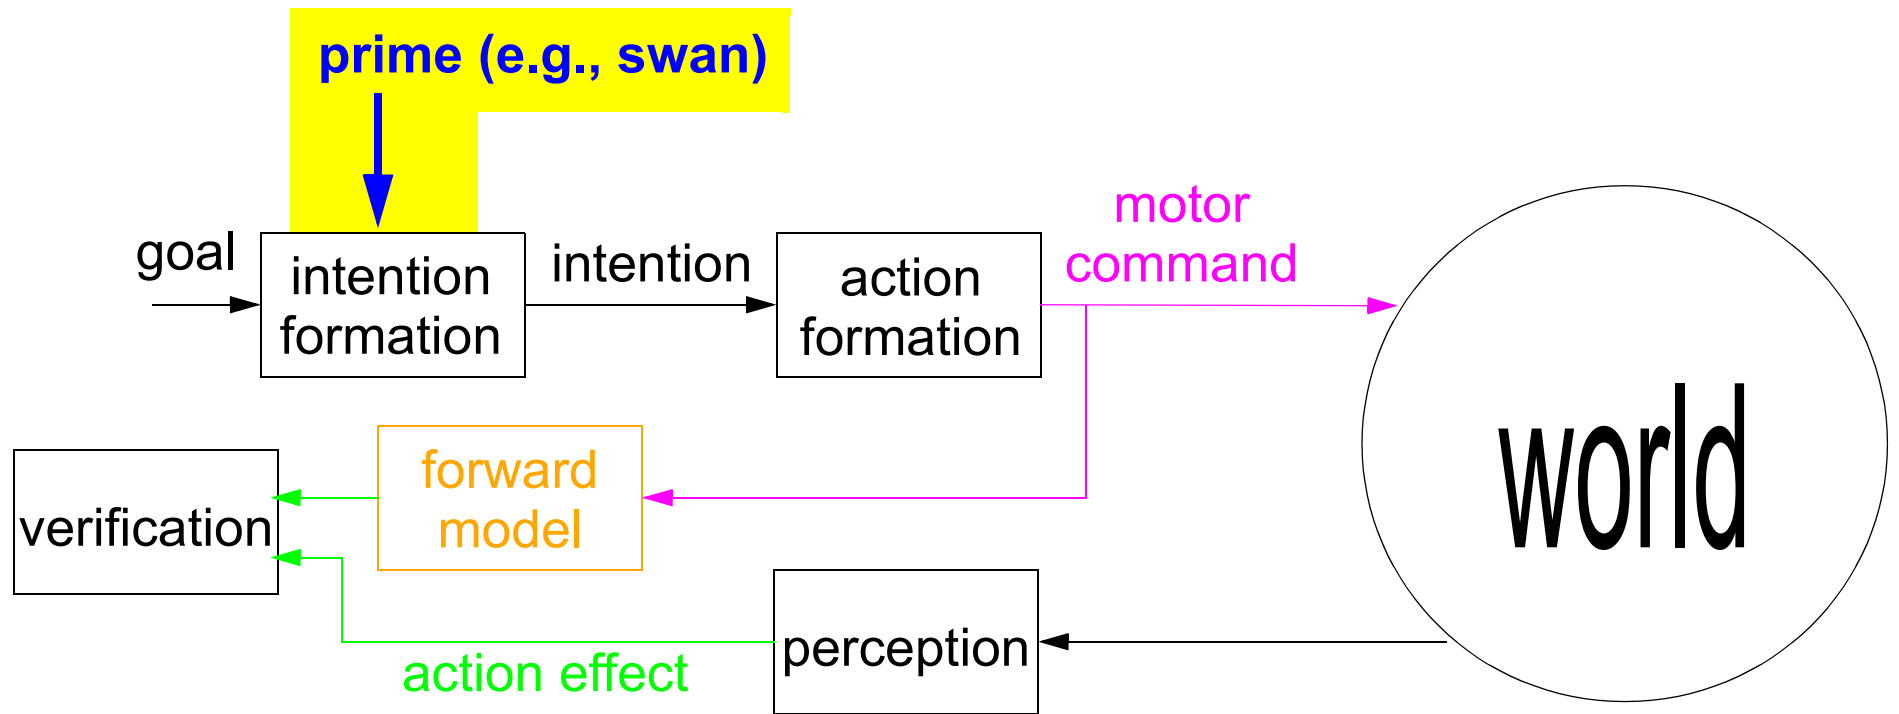 prime (e.g., swan)
goal
intention
formation
intention
action
formation
motor
command
world
forward
model
verification
perception
action effect